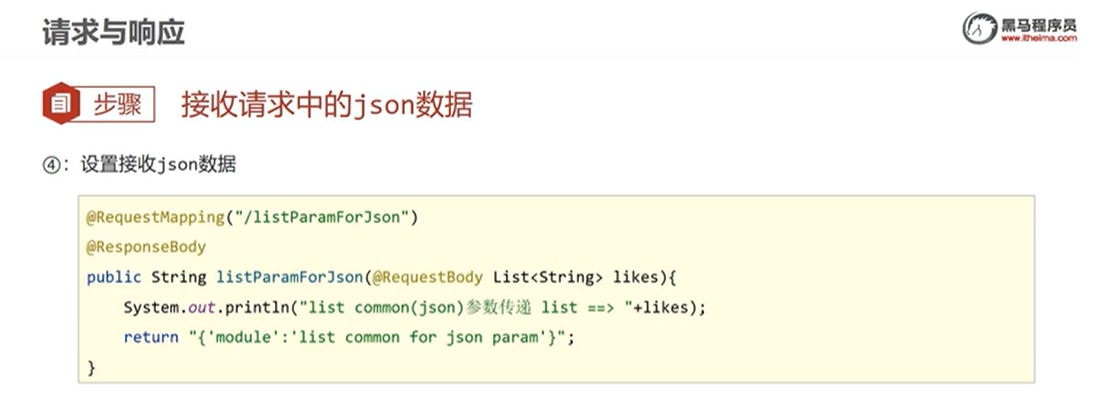 请求与响应
黑马程序员
www.itheima.com
步骤
接收请求中的json数据
④：设置接收json数据
@RequestMapping("/listParamForJson")
@ResponseBody
public String listParamForJson(@RequestBody List<String> likes){
System.out.println("list common(json)参数传递 list ==> "+likes);
return "{'module':'list common for json param'}";
}